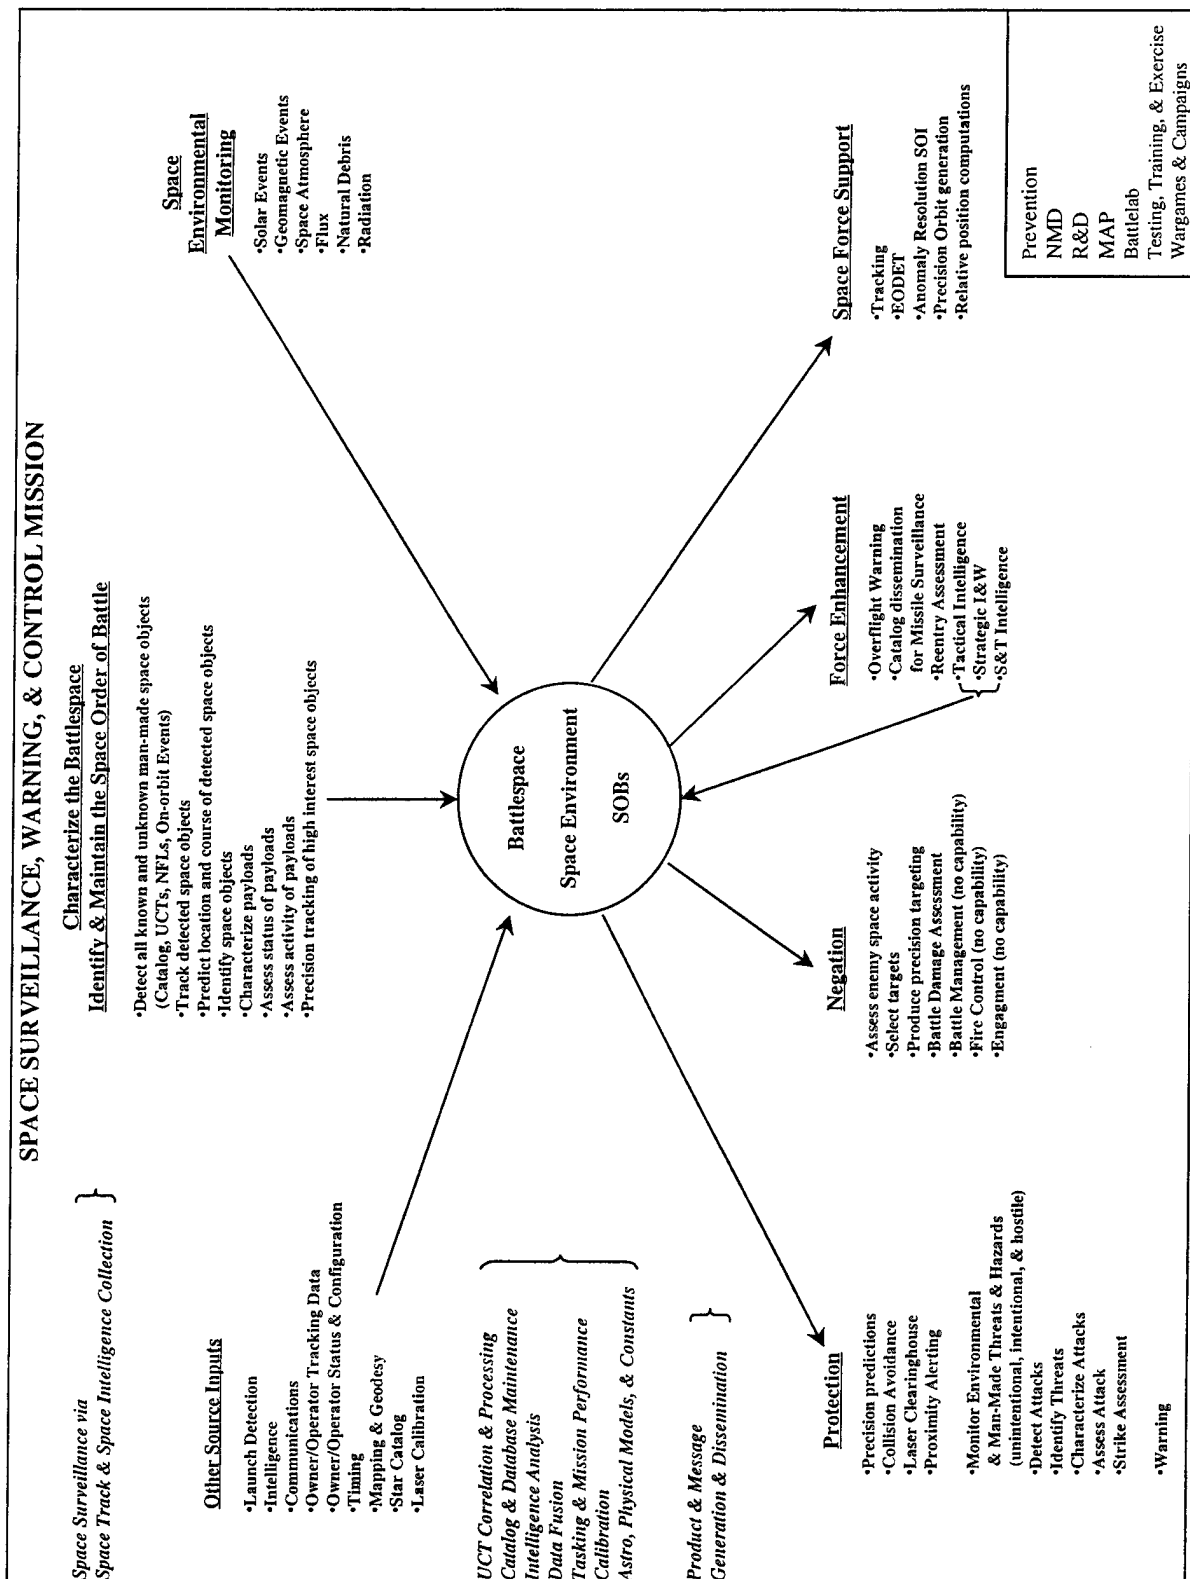 SPACE SURVEILLANCE, WARNING, & CONTROL MISSION
Space Surveillance via
Space Track & Space Intelligence Collection
Characterize the Battlespace
Identify & Maintain the Space Order of Battle
•Detect all known and unknown man-made space objects
(Catalog, UCTs, NFLs, On-orbit Events)
•Track detected space objects
•Predict location and course of detected space objects
•Identify space objects
•Characterize payloads
•Assess status of payloads
•Assess activity of payloads
•Precision tracking of high interest space objects
Space
Environmental
Monitoring
•Solar Events
•Geomagnetic Events
•Space Atmosphere
•Flux
•Natural Debris
•Radiation
Other Source Inputs
•Launch Detection
•Intelligence
•Communications
•Owner/Operator Tracking Data
•Owner/Operator Status & Configuration
•Timing
•Mapping & Geodesy
•Star Catalog
•Laser Calibration
UCT Correlation & Processing
Catalog & Database Maintenance
Intelligence Analysis
Data Fusion
Tasking & Mission Performance
Calibration
Astro, Physical Models, & Constants
Battlespace
Space Environment
SOBs
Product & Message
Generation & Dissemination
Protection
•Precision predictions
•Collision Avoidance
•Laser Clearinghouse
•Proximity Alerting
•Monitor Environmental
& Man-Made Threats & Hazards
(unintentional, intentional, & hostile)
•Detect Attacks
•Identify Threats
•Characterize Attacks
•Assess Attack
•Strike Assessment
•Warning
Negation
•Assess enemy space activity
•Select targets
•Produce precision targeting
•Battle Damage Assessment
•Battle Management (no capability)
•Fire Control (no capability)
•Engagment (no capability)
Force Enhancement
•Overflight Warning
•Catalog dissemination
for Missile Surveillance
•Reentry Assessment
•Tactical Intelligence
•Strategic I&W
•S&T Intelligence
Space Force Support
•Tracking
•EODET
•Anomaly Resolution SOI
•Precision Orbit generation
•Relative position computations
Prevention
NMD
R&D
MAP
Battlelab
Testing, Training, & Exercise
Wargames & Campaigns